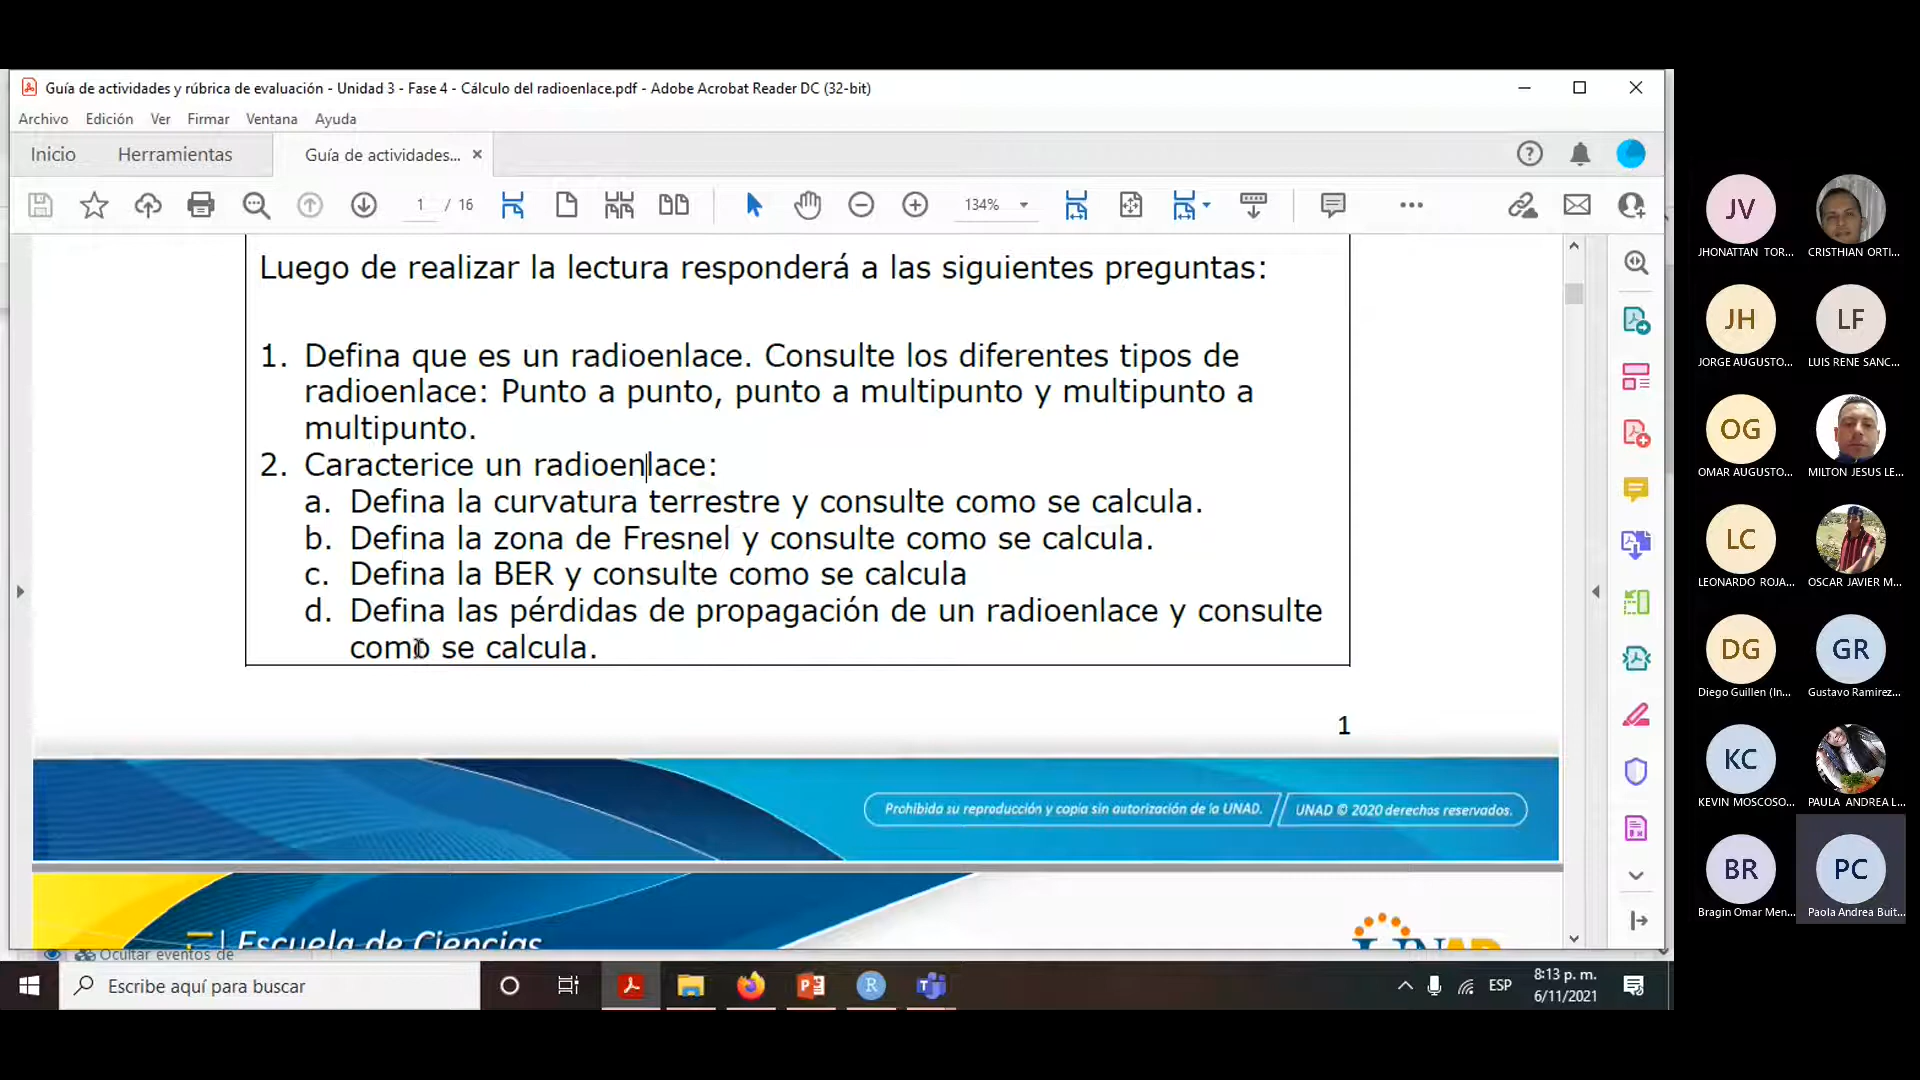 Guía de actividades y rúbrica de evaluación - Unidad 3 - Fase 4 - Cálculo del radioenlace.pdf - Adobe Acrobat Reader DC (32-bit)
Archivo Edición Ver Firmar Ventana Ayuda
Inicio Herramientas Guía de actividades... ×
1 / 16 134%
Luego de realizar la lectura responderá a las siguientes preguntas:
1. Defina que es un radioenlace. Consulte los diferentes tipos de
radioenlace: Punto a punto, punto a multipunto y multipunto a
multipunto.
2. Caracterice un radioenlace:
a. Defina la curvatura terrestre y consulte como se calcula.
b. Defina la zona de Fresnel y consulte como se calcula.
c. Defina la BER y consulte como se calcula
d. Defina las pérdidas de propagación de un radioenlace y consulte
como se calcula.
1
Prohibida su reproducción y copia sin autorización de la UNAD. UNAD © 2020 derechos reservados.
Escuela de Ciencias
UNAD
Ocultar eventos de
Escribe aquí para buscar
ESP
8:13 p. m.
6/11/2021
JV
JHONATTAN TOR... CRISTHIAN ORTI...
JH LF
JORGE AUGUSTO... LUIS RENE SANC...
OG
OMAR AUGUSTO... MILTON JESUS LE...
LC
LEONARDO ROJA... OSCAR JAVIER M...
DG GR
Diego Guillen (In... Gustavo Ramirez...
KC
KEVIN MOSCOSO... PAULA ANDREA L...
BR PC
Bragin Omar Men... Paola Andrea Buit...